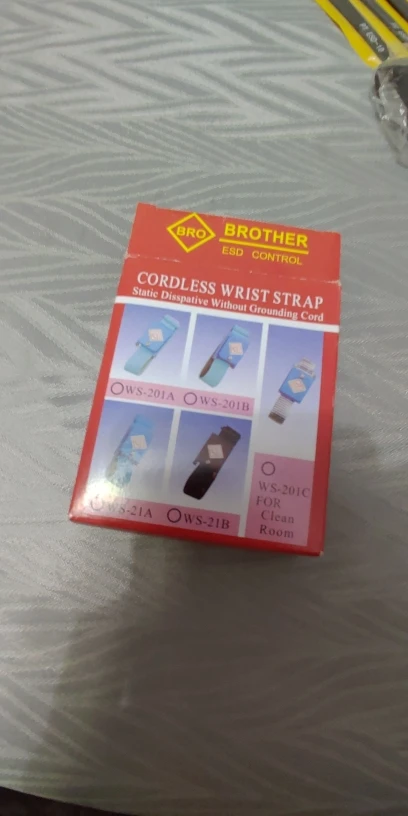 BRO
BROTHER
ESD CONTROL
CORDLESS WRIST STRAP
Static Disspative Without Grounding Cord
WS-201A
WS-201B
WS-21A
WS-21B
WS-201C
FOR
Clean
Room